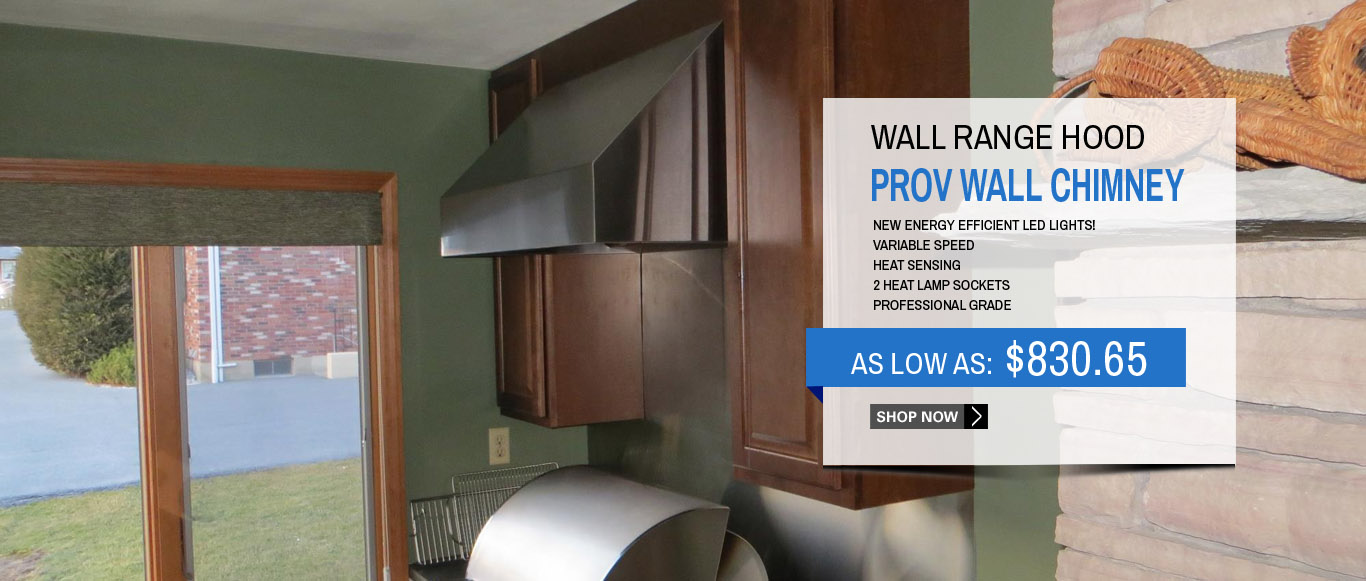 WALL RANGE HOOD
PROV WALL CHIMNEY
NEW ENERGY EFFICIENT LED LIGHTS!
VARIABLE SPEED
HEAT SENSING
2 HEAT LAMP SOCKETS
PROFESSIONAL GRADE
AS LOW AS: $830.65
SHOP NOW